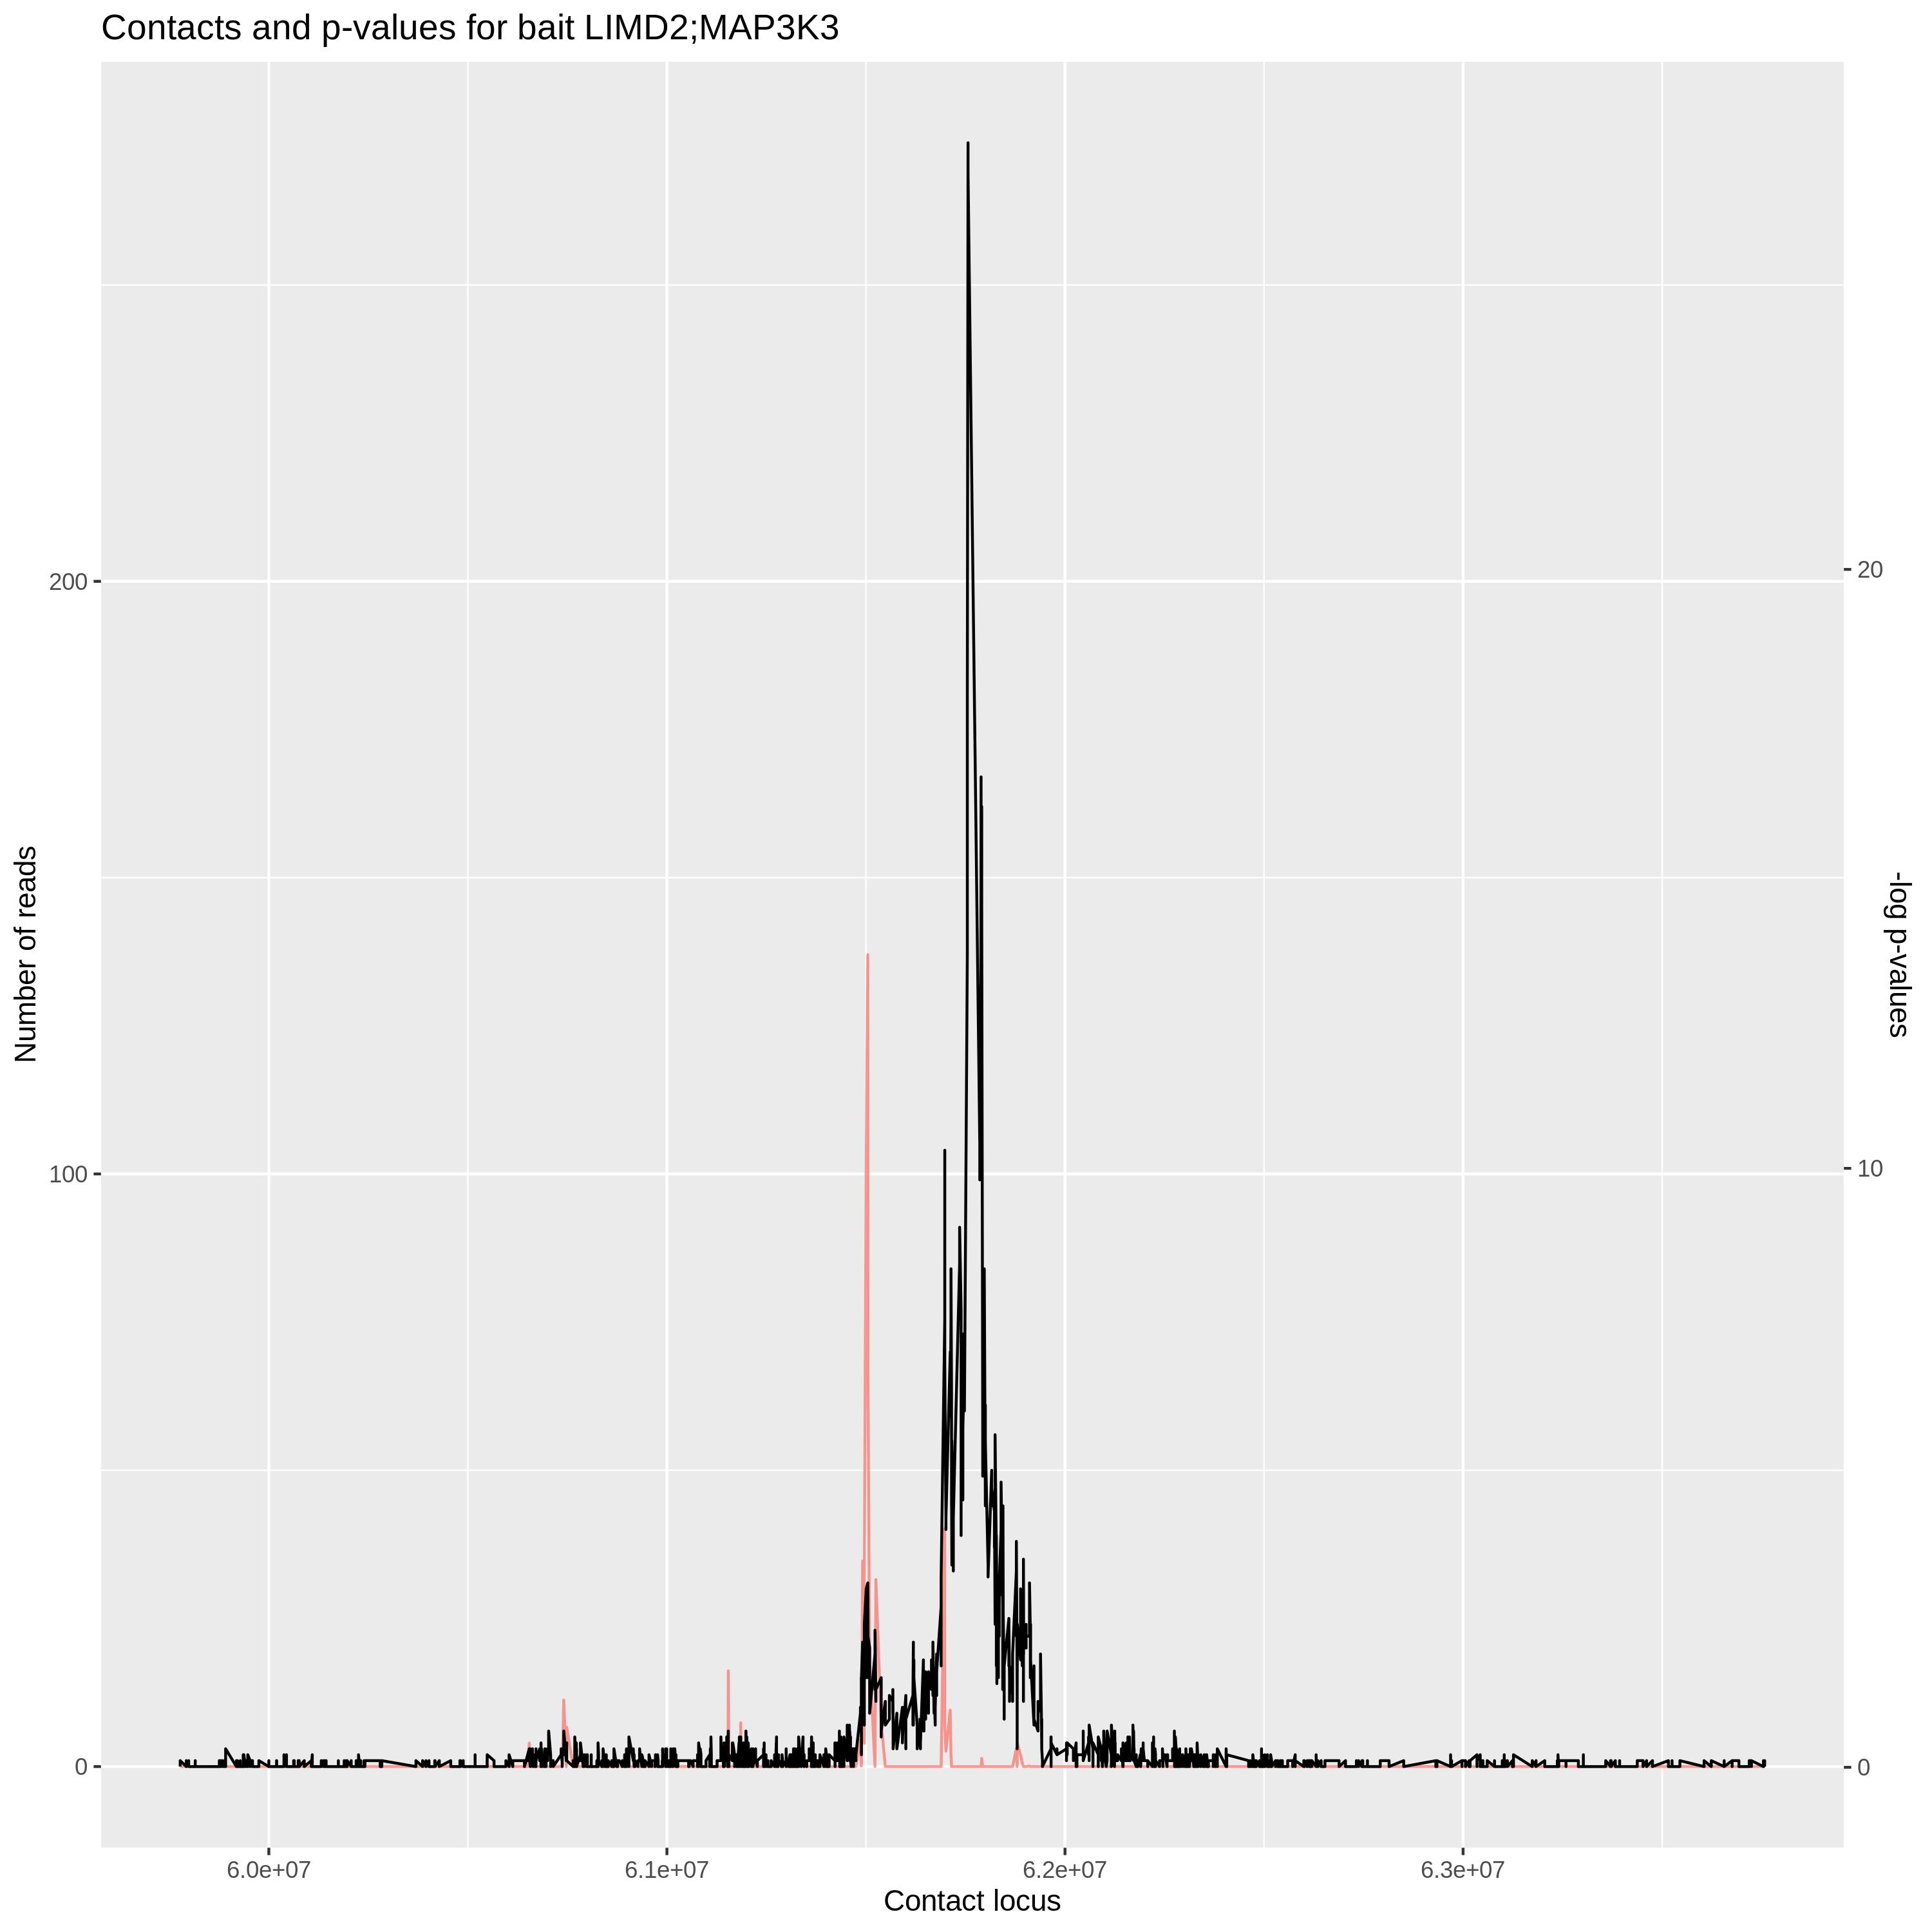 Contacts and p-values for bait LIMD2;MAP3K3
Number of reads
200
100
0
20
10
0
-log p-values
6.0e+07 6.1e+07 6.2e+07 6.3e+07
Contact locus